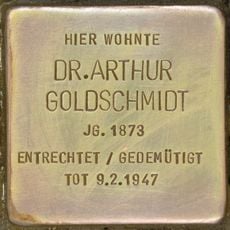 HIER WOHNTE
DR.ARTHUR
GOLDSCHMIDT
JG. 1873
ENTRECHTET / GEDEMÜTIGT
TOT 9.2.1947